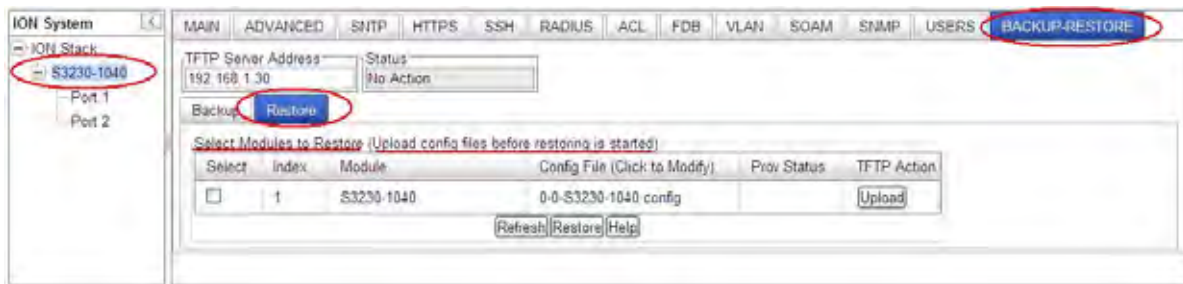 ION System
MAIN ADVANCED SNTP HTTPS SSH RADIUS ACL FDB VLAN SOAM SNMP USERS BACKUP-RESTORE
ION Stack
S3230-1040
Port 1
Port 2
TFTP Server Address Status
192.168.1.30 No Action
Backup Restore
Select Modules to Restore (Upload config files before restoring is started)
Select Index Module Config File (Click to Modify) Prov Status TFTP Action
1 S3230-1040 0-0-S3230-1040.config Upload
Refresh Restore Help